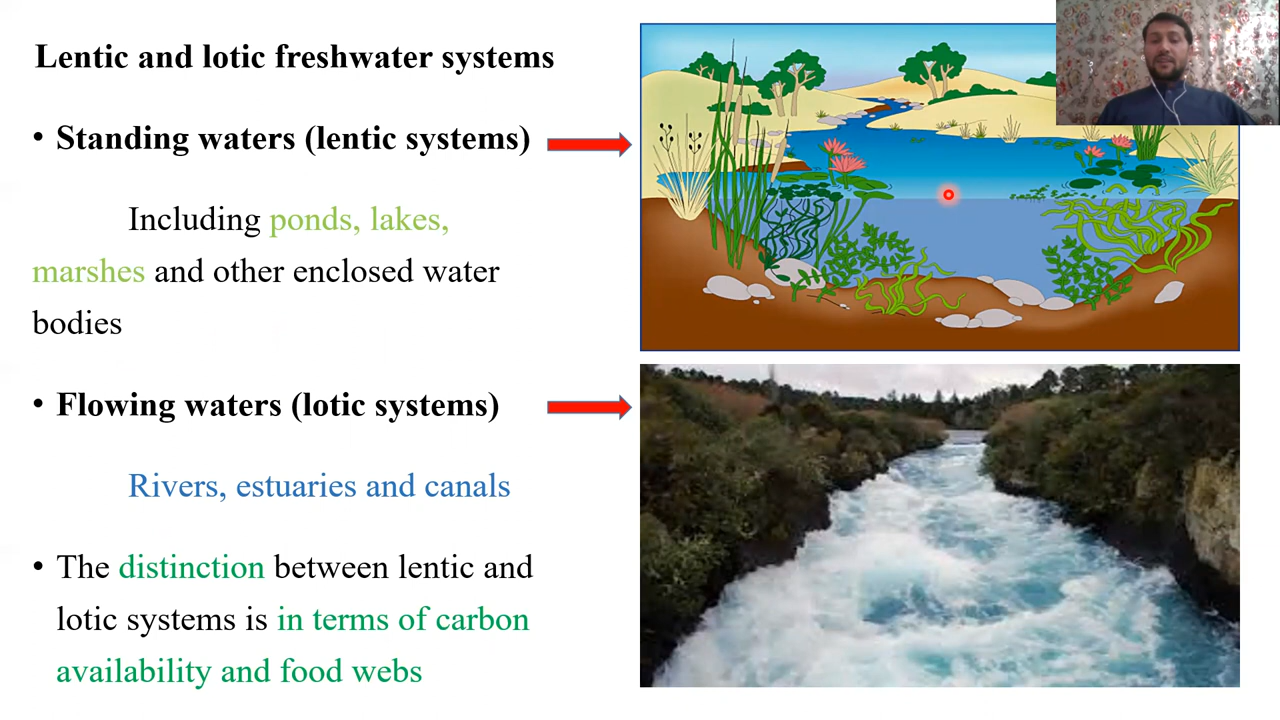 Lentic and lotic freshwater systems
• Standing waters (lentic systems)
Including ponds, lakes,
marshes and other enclosed water
bodies
• Flowing waters (lotic systems)
Rivers, estuaries and canals
• The distinction between lentic and
lotic systems is in terms of carbon
availability and food webs